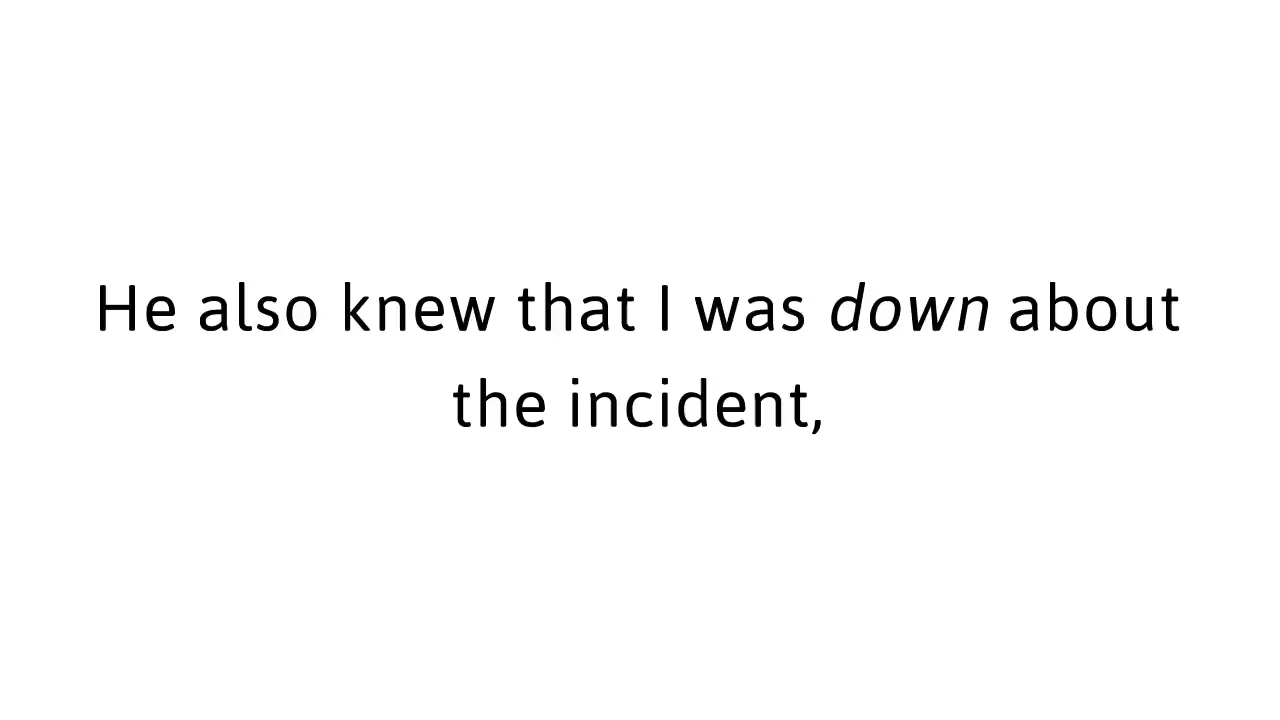 He also knew that I was down about
the incident,